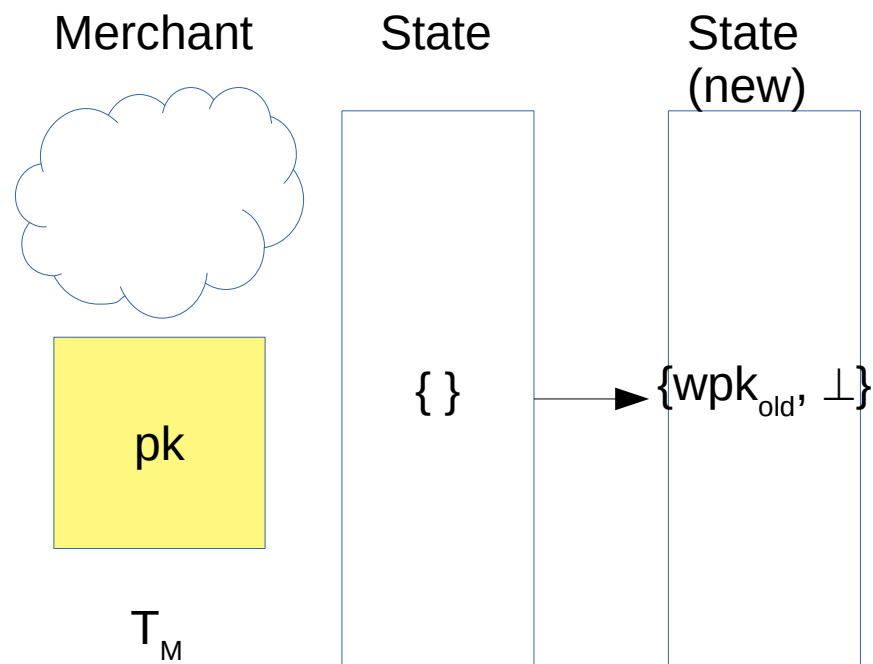 Merchant
State
State
(new)
{ }
{wpk_old, ⊥}
pk
T_M